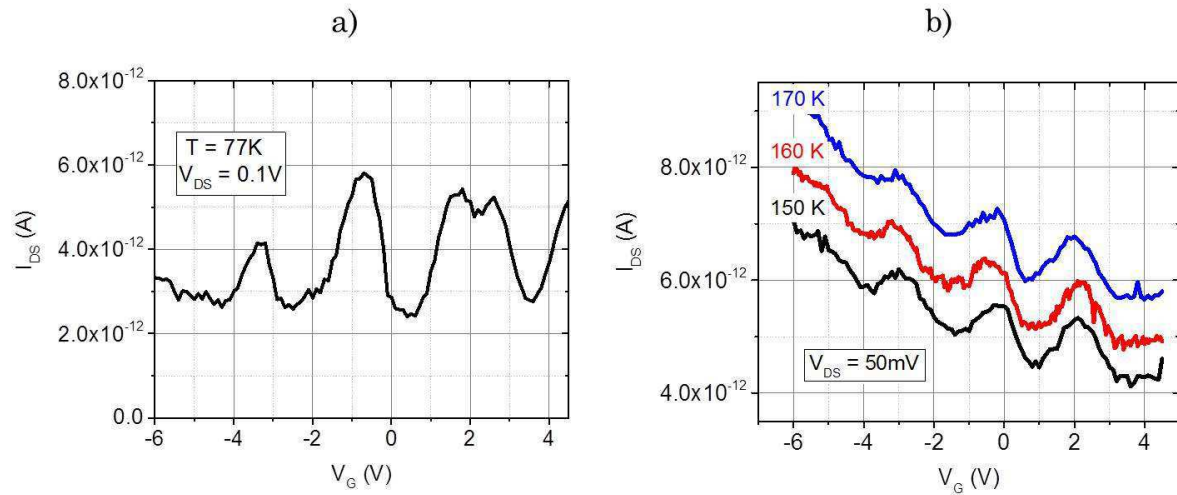 a)
8.0x10⁻¹²
6.0x10⁻¹²
4.0x10⁻¹²
2.0x10⁻¹²
0.0
I_DS (A)
T = 77K
V_DS = 0.1V
-6 -4 -2 0 2 4
V_G (V)
b)
8.0x10⁻¹²
6.0x10⁻¹²
4.0x10⁻¹²
I_DS (A)
170 K
160 K
150 K
V_DS = 50mV
-6 -4 -2 0 2 4
V_G (V)